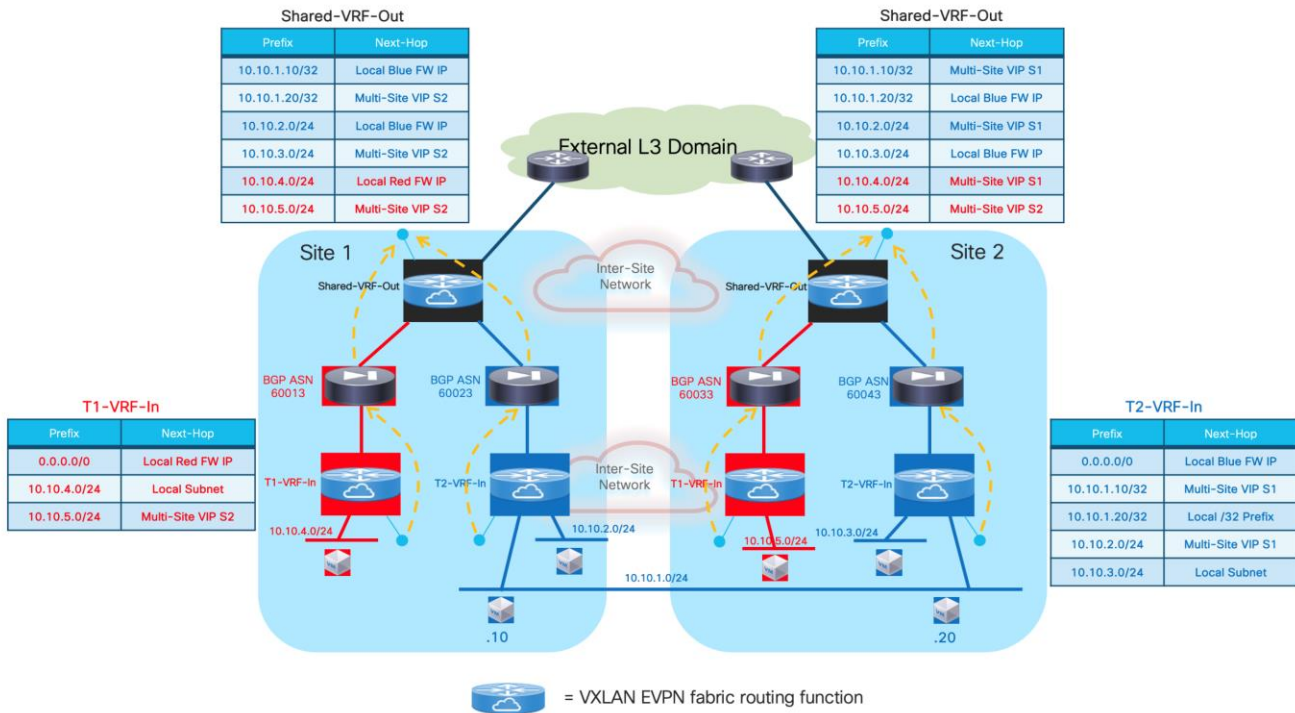 Shared-VRF-Out
Prefix Next-Hop
10.10.1.10/32 Local Blue FW IP
10.10.1.20/32 Multi-Site VIP S2
10.10.2.0/24 Local Blue FW IP
10.10.3.0/24 Multi-Site VIP S2
10.10.4.0/24 Local Red FW IP
10.10.5.0/24 Multi-Site VIP S2
Shared-VRF-Out
Prefix Next-Hop
10.10.1.10/32 Multi-Site VIP S1
10.10.1.20/32 Local Blue FW IP
10.10.2.0/24 Multi-Site VIP S1
10.10.3.0/24 Local Blue FW IP
10.10.4.0/24 Multi-Site VIP S1
10.10.5.0/24 Multi-Site VIP S2
External L3 Domain
Site 1
Shared-VRF-Out
Inter-Site
Network
Site 2
Shared-VRF-Out
BGP ASN
60013
BGP ASN
60023
BGP ASN
60033
BGP ASN
60043
T1-VRF-In
Prefix Next-Hop
0.0.0.0/0 Local Red FW IP
10.10.4.0/24 Local Subnet
10.10.5.0/24 Multi-Site VIP S2
T1-VRF-In
T2-VRF-In
Inter-Site
Network
T1-VRF-In
T2-VRF-In
T2-VRF-In
Prefix Next-Hop
0.0.0.0/0 Local Blue FW IP
10.10.1.10/32 Multi-Site VIP S1
10.10.1.20/32 Local /32 Prefix
10.10.2.0/24 Multi-Site VIP S1
10.10.3.0/24 Local Subnet
10.10.4.0/24
VM
10.10.2.0/24
VM
10.10.5.0/24
VM
10.10.3.0/24
VM
10.10.1.0/24
VM
.10
VM
.20
= VXLAN EVPN fabric routing function